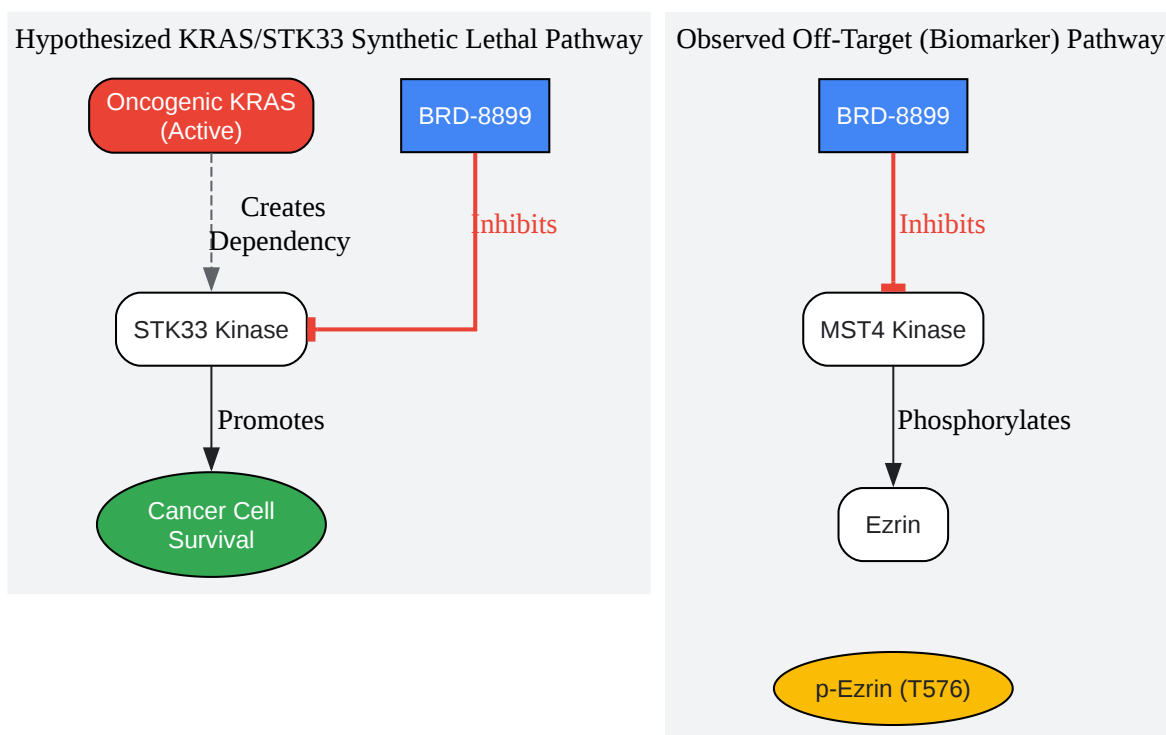 Hypothesized KRAS/STK33 Synthetic Lethal Pathway
Oncogenic KRAS
(Active)
BRD-8899
Creates
Dependency
Inhibits
STK33 Kinase
Promotes
Cancer Cell
Survival
Observed Off-Target (Biomarker) Pathway
BRD-8899
Inhibits
MST4 Kinase
Phosphorylates
Ezrin
p-Ezrin (T576)